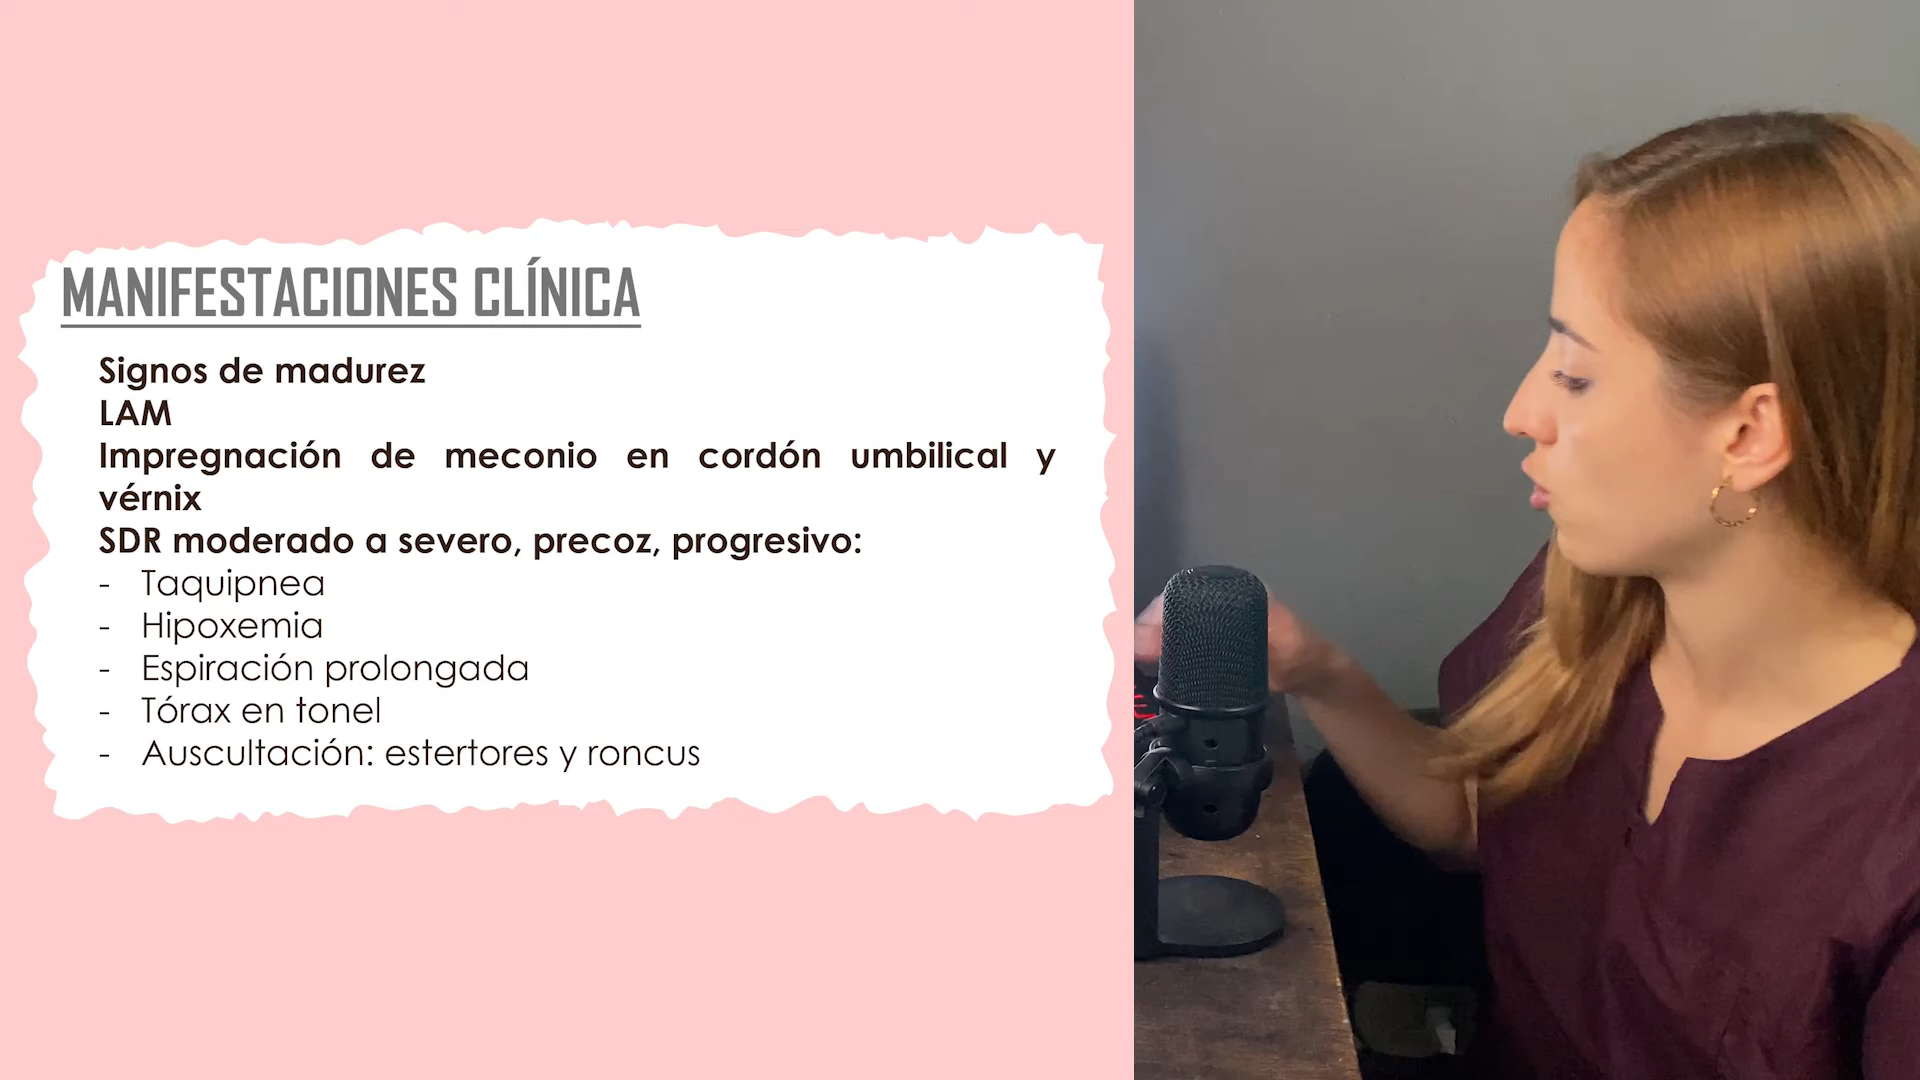 MANIFESTACIONES CLÍNICA
Signos de madurez
LAM
Impregnación de meconio en cordón umbilical y
vérnix
SDR moderado a severo, precoz, progresivo:
- Taquipnea
- Hipoxemia
- Espiración prolongada
- Tórax en tonel
- Auscultación: estertores y roncus